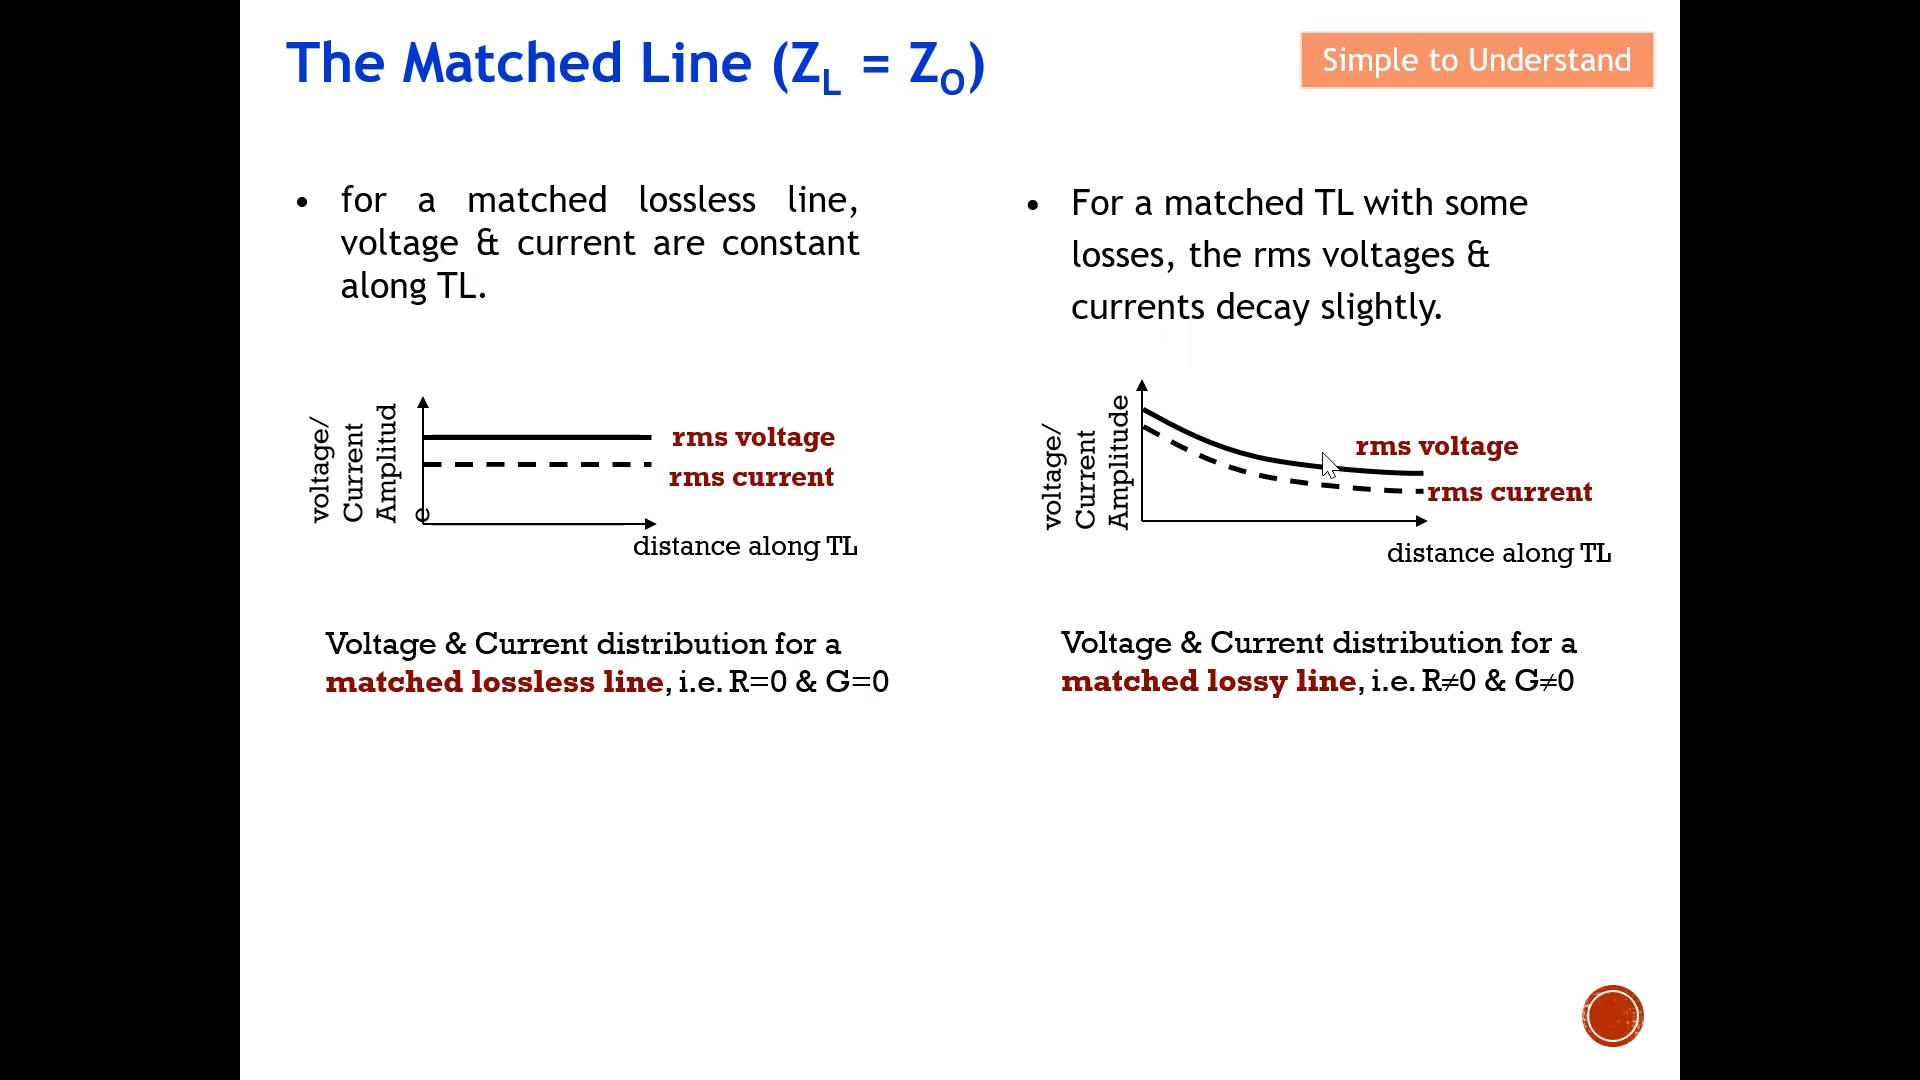 The Matched Line (ZL = ZO)
Simple to Understand
• for a matched lossless line,
voltage & current are constant
along TL.
voltage/
Current
Amplitud
e
rms voltage
rms current
distance along TL
Voltage & Current distribution for a
matched lossless line, i.e. R=0 & G=0
• For a matched TL with some
losses, the rms voltages &
currents decay slightly.
voltage/
Current
Amplitude
rms voltage
rms current
distance along TL
Voltage & Current distribution for a
matched lossy line, i.e. R≠0 & G≠0